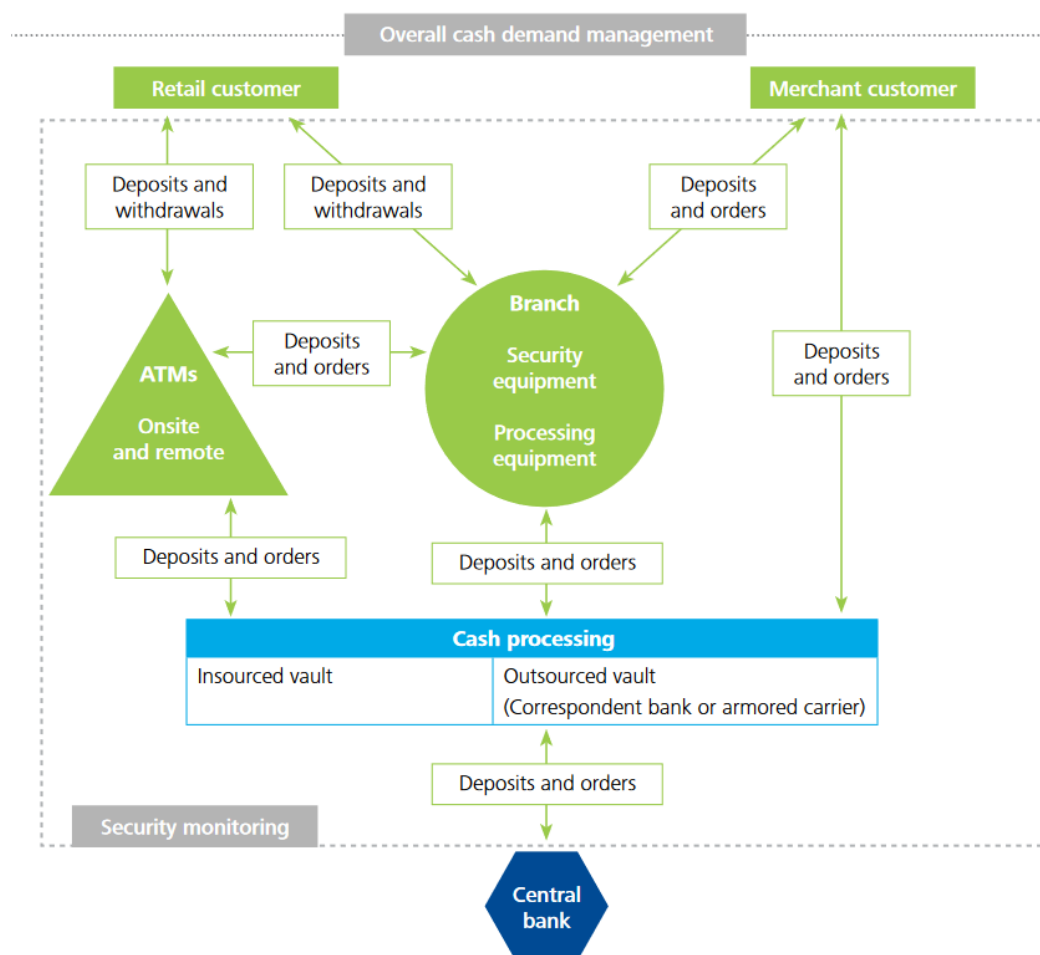 Overall cash demand management
Retail customer
Merchant customer
Deposits and
withdrawals
Deposits and
withdrawals
Deposits
and orders
Branch
Security
equipment
Processing
equipment
Deposits
and orders
ATMs
Onsite
and remote
Deposits
and orders
Deposits and orders
Deposits and orders
Cash processing
Insourced vault
Outsourced vault
(Correspondent bank or armored carrier)
Deposits and orders
Security monitoring
Central
bank